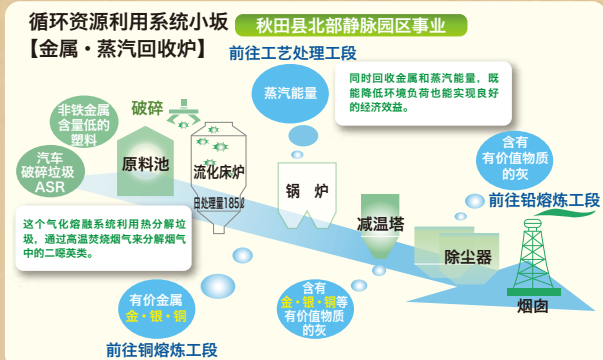 循环资源利用系统小坂
秋田县北部静脉园区事业
【金属·蒸汽回收炉】
前往工艺处理工段
蒸汽能量
同时回收金属和蒸汽能量，既
能降低环境负荷也能实现良好
的经济效益。
非铁金属
含量低的
塑料
破碎
汽车
破碎垃圾
ASR
原料池
流化床炉
日处理量185ℓ
锅 炉
减温塔
除尘器
烟囱
含有
有价值物质
的灰
前往铅熔炼工段
这个气化熔融系统利用热分解垃
圾，通过高温焚烧烟气来分解烟气
中的二噁英类。
有价金属
金·银·铜
前往铜熔炼工段
含有
金·银·铜等
有价值物质
的灰